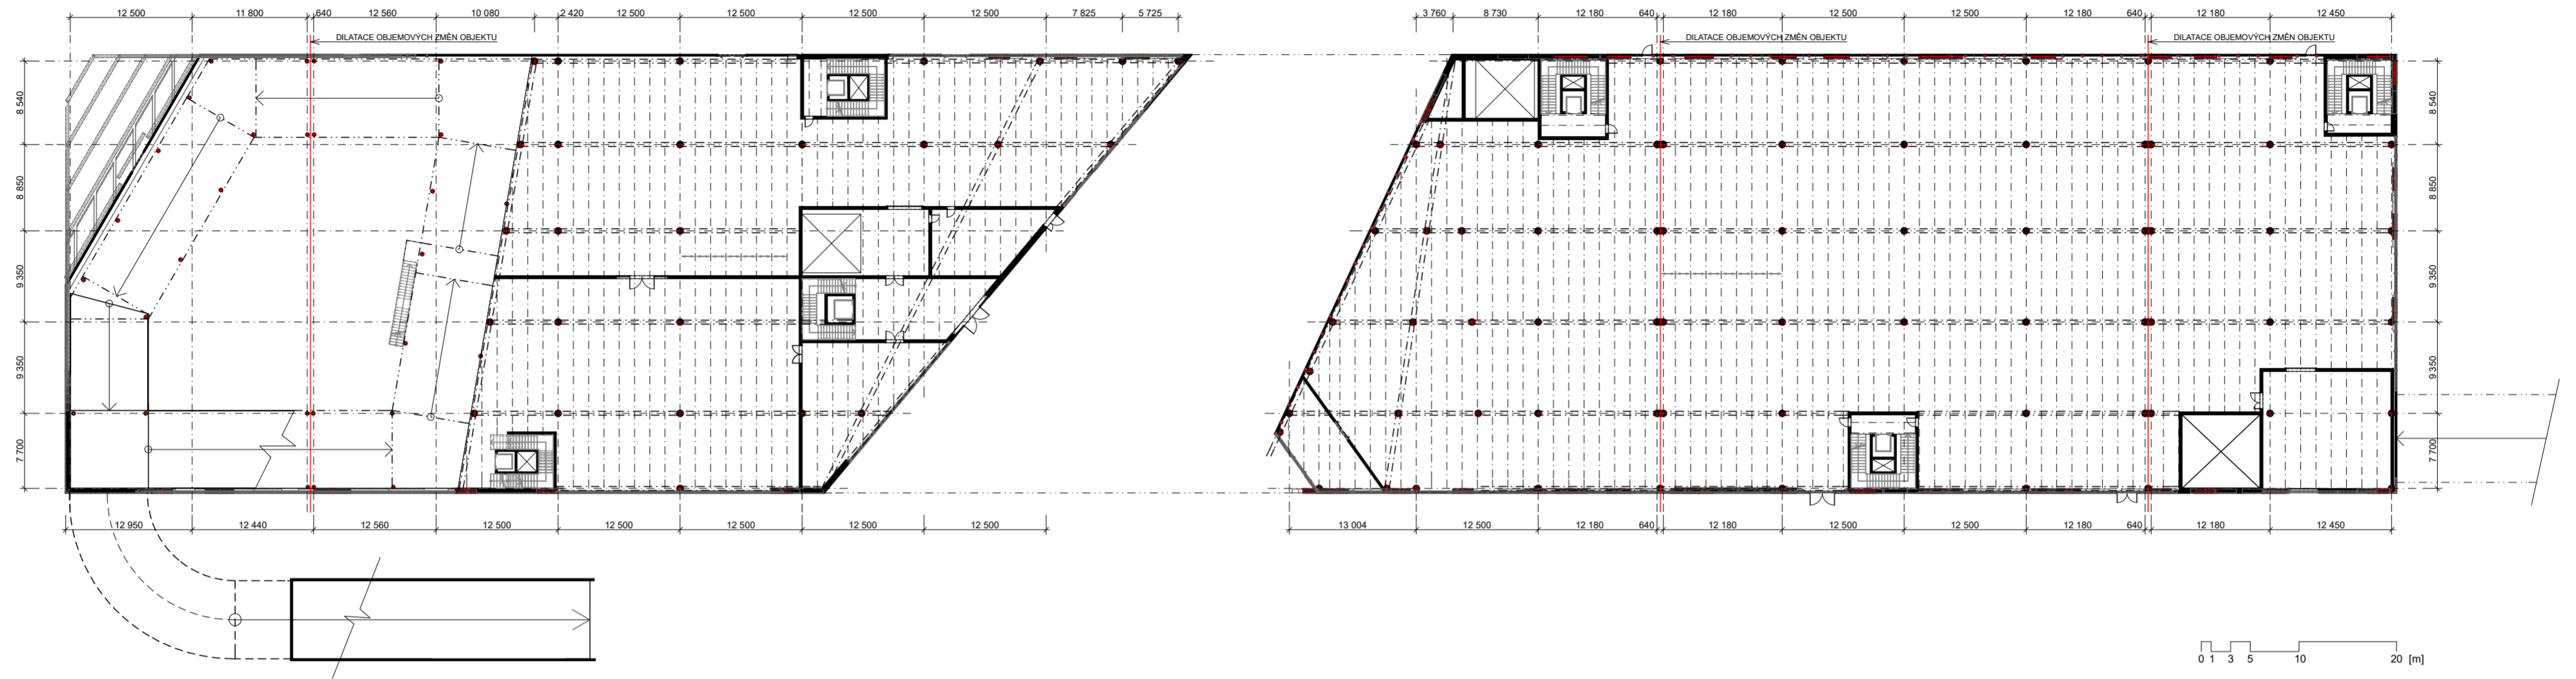 12 500 11 800 640 12 560 10 080 2 420 12 500 12 500 12 500 12 500 7 825 5 725
3 760 8 730 12 180 640 12 180 12 500 12 500 12 180 640 12 180 12 450
DILATACE OBJEMOVÝCH ZMĚN OBJEKTU
DILATACE OBJEMOVÝCH ZMĚN OBJEKTU
DILATACE OBJEMOVÝCH ZMĚN OBJEKTU
8 540
8 850
9 350
9 350
7 700
8 540
8 850
9 350
9 350
7 700
12 950 12 440 12 560 12 500 12 500 12 500 12 500 12 500
13 004 12 500 12 180 640 12 180 12 500 12 500 12 180 640 12 180 12 450
0 1 3 5 10 20 [m]